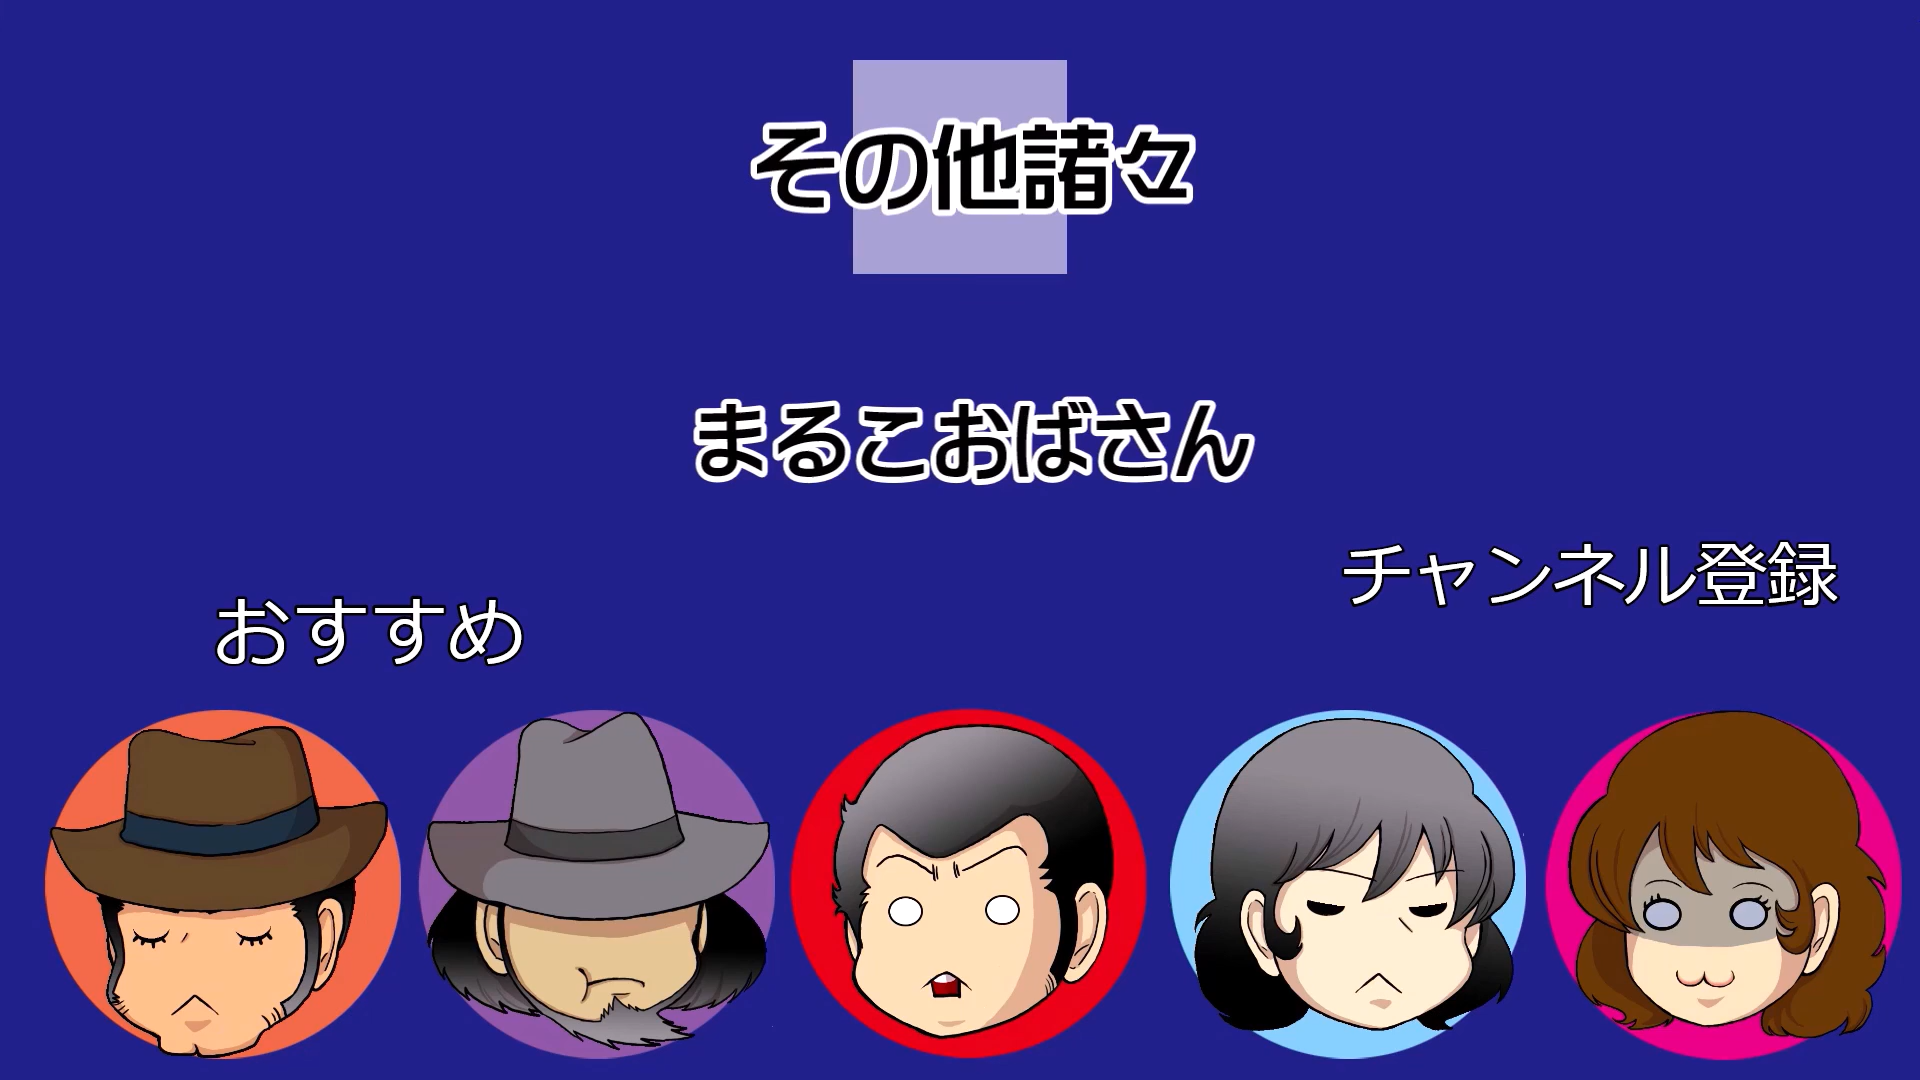 その他諸々
まるこおばさん
チャンネル登録
おすすめ